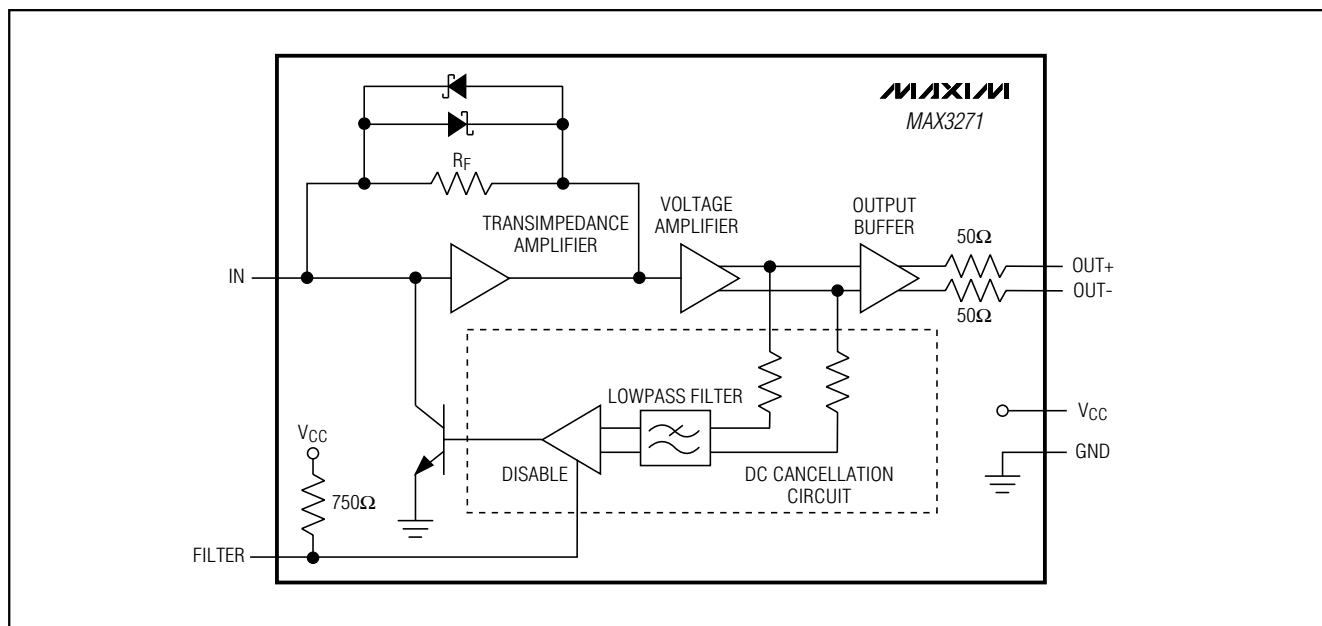 MAXIM
MAX3271
RF
TRANSIMPEDANCE
AMPLIFIER
VOLTAGE
AMPLIFIER
OUTPUT
BUFFER
50Ω
IN
OUT+
OUT-
50Ω
LOWPASS FILTER
VCC
VCC
GND
DISABLE
DC CANCELLATION
CIRCUIT
750Ω
FILTER